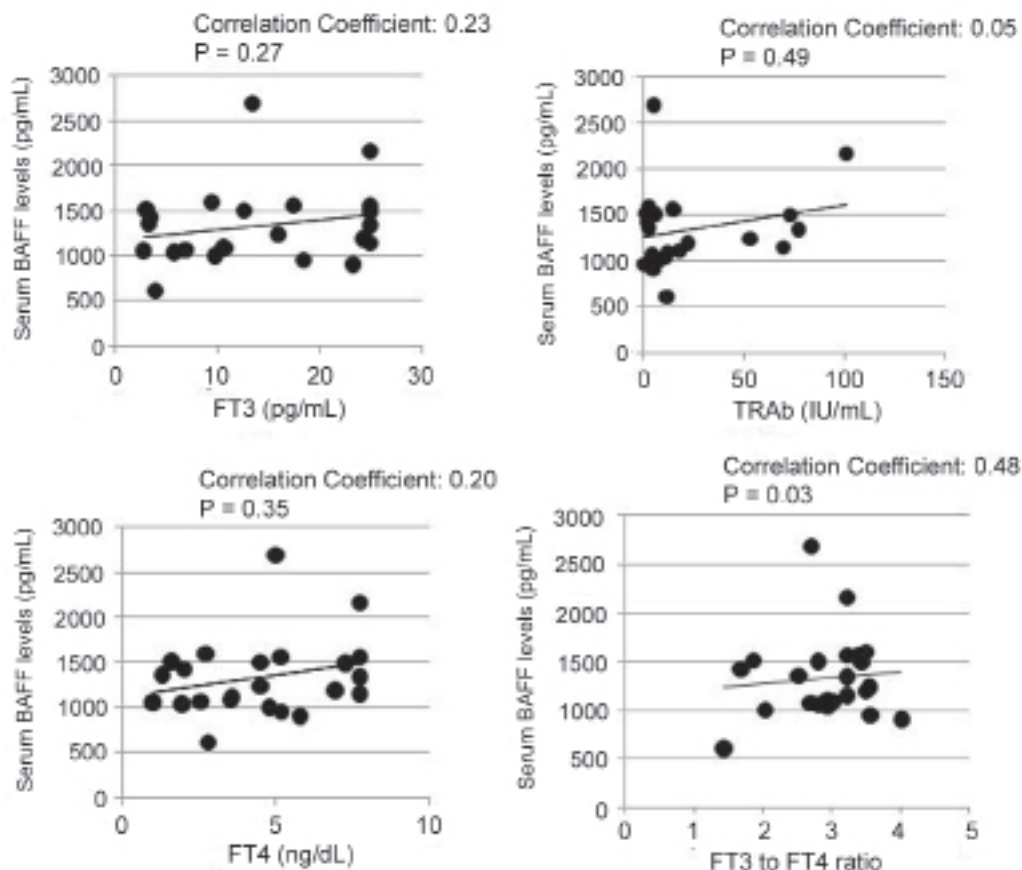 Correlation Coefficient: 0.23
P = 0.27
Serum BAFF levels (pg/mL)
3000
2500
2000
1500
1000
500
0
0 10 20 30
FT3 (pg/mL)
Correlation Coefficient: 0.05
P = 0.49
Serum BAFF levels (pg/mL)
3000
2500
2000
1500
1000
500
0
0 50 100 150
TRAb (IU/mL)
Correlation Coefficient: 0.20
P = 0.35
Serum BAFF levels (pg/mL)
3000
2500
2000
1500
1000
500
0
0 5 10
FT4 (ng/dL)
Correlation Coefficient: 0.48
P = 0.03
Serum BAFF levels (pg/mL)
3000
2500
2000
1500
1000
500
0
0 1 2 3 4 5
FT3 to FT4 ratio